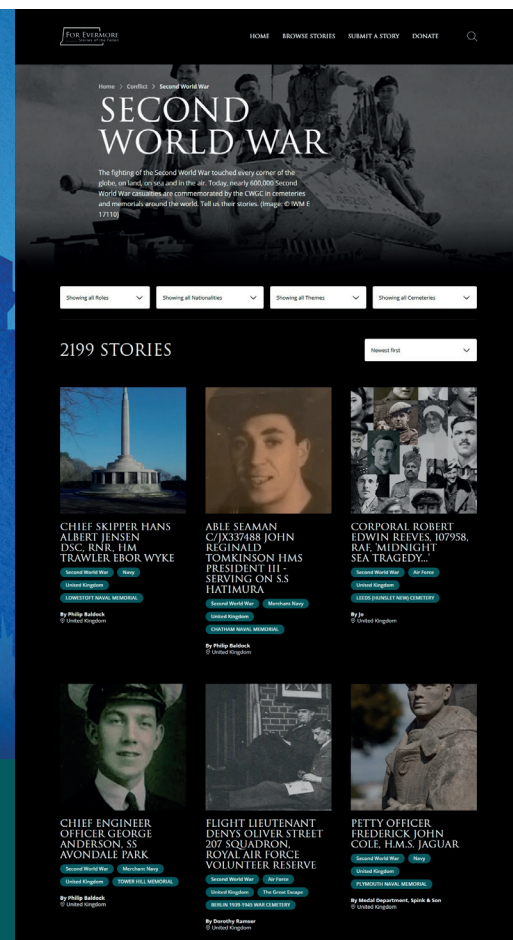 FOR EVERMORE
Stories of the Fallen
HOME BROWSE STORIES SUBMIT A STORY DONATE
Home > Conflict > Second World War
SECOND
WORLD WAR
The fighting of the Second World War touched every corner of the
globe, on land, on sea and in the air. Today, nearly 600,000 Second
World War casualties are commemorated by the CWGC in cemeteries
and memorials around the world. Tell us their stories. (Image: © IWM E
17110)
Showing all Roles
Showing all Nationalities
Showing all Themes
Showing all Cemeteries
2199 STORIES
Newest first
CHIEF SKIPPER HANS
ALBERT JENSEN
DSC, RNR, HM
TRAWLER EBOR WYKE
Second World War Navy
United Kingdom
LOWESTOFT NAVAL MEMORIAL
By Philip Baldock
United Kingdom
ABLE SEAMAN
C/JX337488 JOHN
REGINALD
TOMKINSON HMS
PRESIDENT III -
SERVING ON S.S
HATIMURA
Second World War Merchant Navy
United Kingdom
CHATHAM NAVAL MEMORIAL
By Philip Baldock
United Kingdom
CORPORAL ROBERT
EDWIN REEVES, 107958,
RAF, 'MIDNIGHT
SEA TRAGEDY...'
Second World War Air Force
United Kingdom
LEEDS (HUNSLET NEW) CEMETERY
By Jo
United Kingdom
CHIEF ENGINEER
OFFICER GEORGE
ANDERSON, SS
AVONDALE PARK
Second World War Merchant Navy
United Kingdom TOWER HILL MEMORIAL
By Philip Baldock
United Kingdom
FLIGHT LIEUTENANT
DENYS OLIVER STREET
207 SQUADRON,
ROYAL AIR FORCE
VOLUNTEER RESERVE
Second World War Air Force
United Kingdom The Great Escape
BERLIN 1939-1945 WAR CEMETERY
By Dorothy Ramser
United Kingdom
PETTY OFFICER
FREDERICK JOHN
COLE, H.M.S. JAGUAR
Second World War Navy
United Kingdom
PLYMOUTH NAVAL MEMORIAL
By Medal Department, Spink & Son
United Kingdom